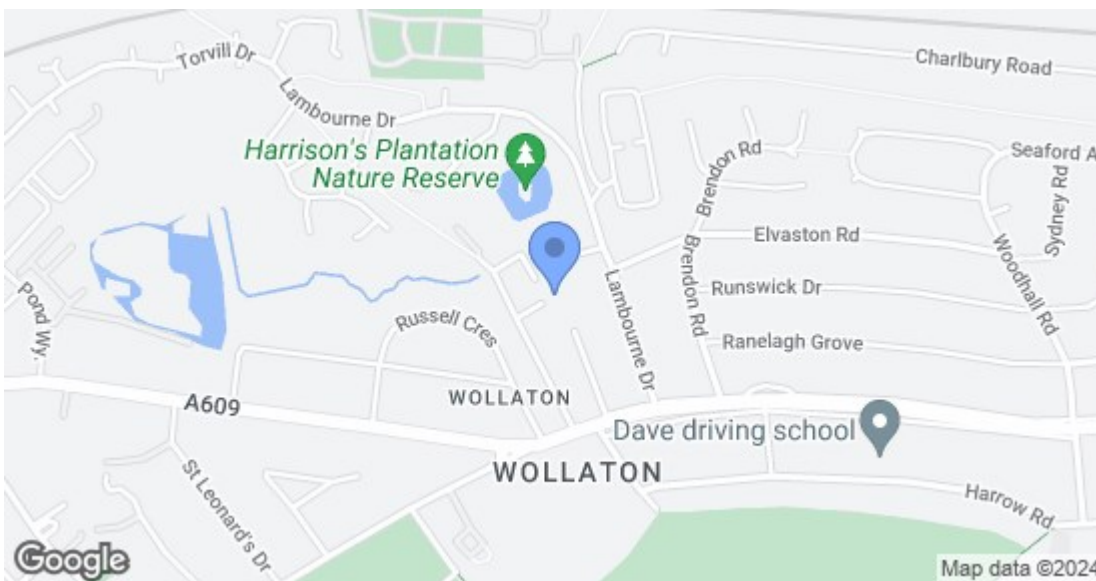 Torvill Dr
Charlbury Road
Lambourne Dr
Harrison's Plantation
Nature Reserve
Brendon Rd
Seaford A
Sydney Rd
Elvaston Rd
Brendon Rd
Woodhall Rd
Lambourne Dr
Runswick Dr
Pond Wy.
Russell Cres
Ranelagh Grove
WOLLATON
A609
Dave driving school
WOLLATON
St Leonard's Dr
Harrow Rd
Google
Map data ©2024